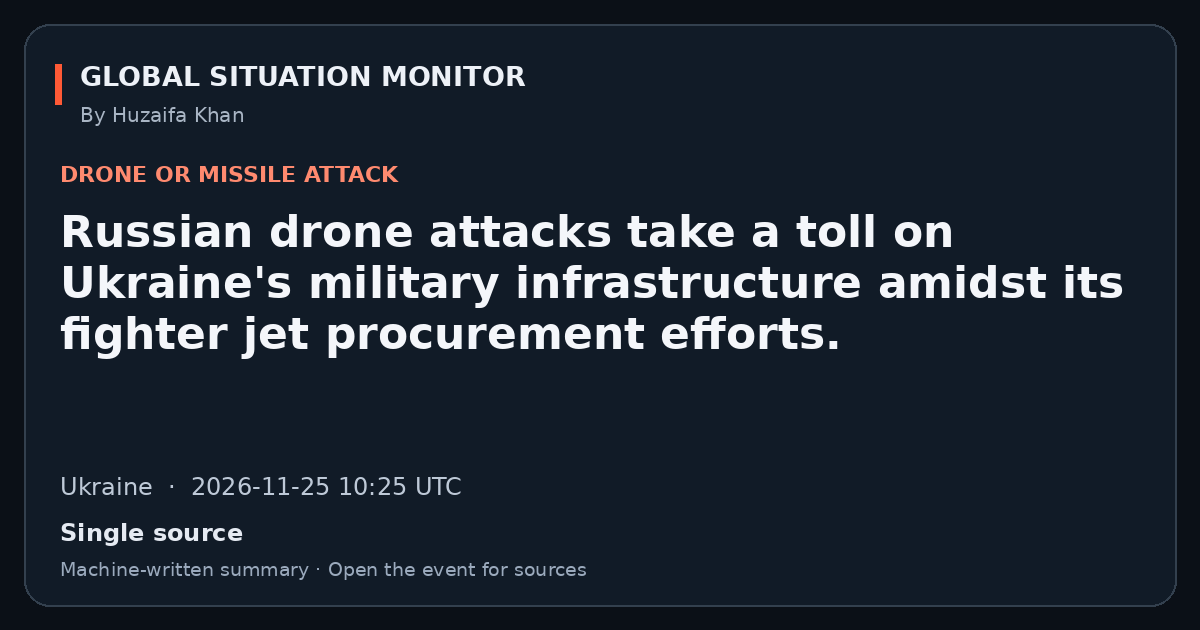 GLOBAL SITUATION MONITOR
By Huzaifa Khan
DRONE OR MISSILE ATTACK
Russian drone attacks take a toll on
Ukraine's military infrastructure amidst its
fighter jet procurement efforts.
Ukraine · 2026-11-25 10:25 UTC
Single source
Machine-written summary · Open the event for sources